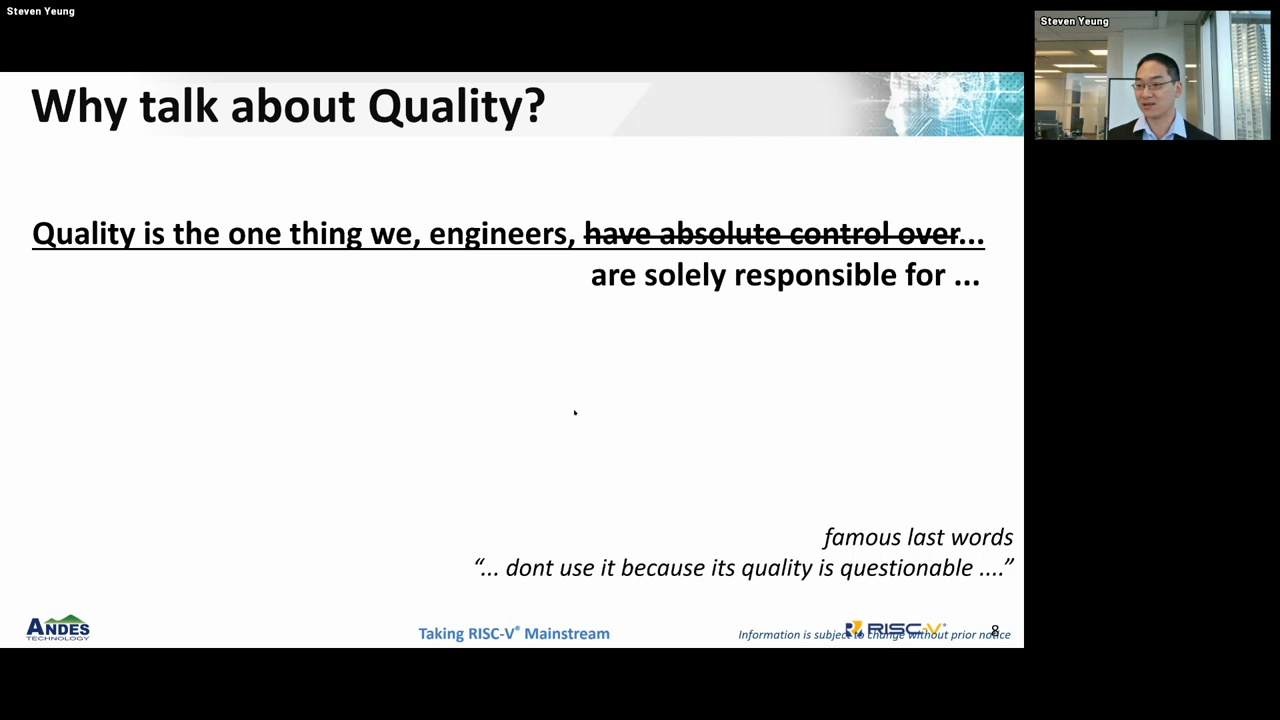 Steven Yeung
Steven Yeung
Why talk about Quality?
Quality is the one thing we, engineers, have absolute control over...
are solely responsible for ...
famous last words
“... dont use it because its quality is questionable ....”
ANDES
TECHNOLOGY
Taking RISC-V® Mainstream
RISC-V®
Information is subject to change without prior notice
8